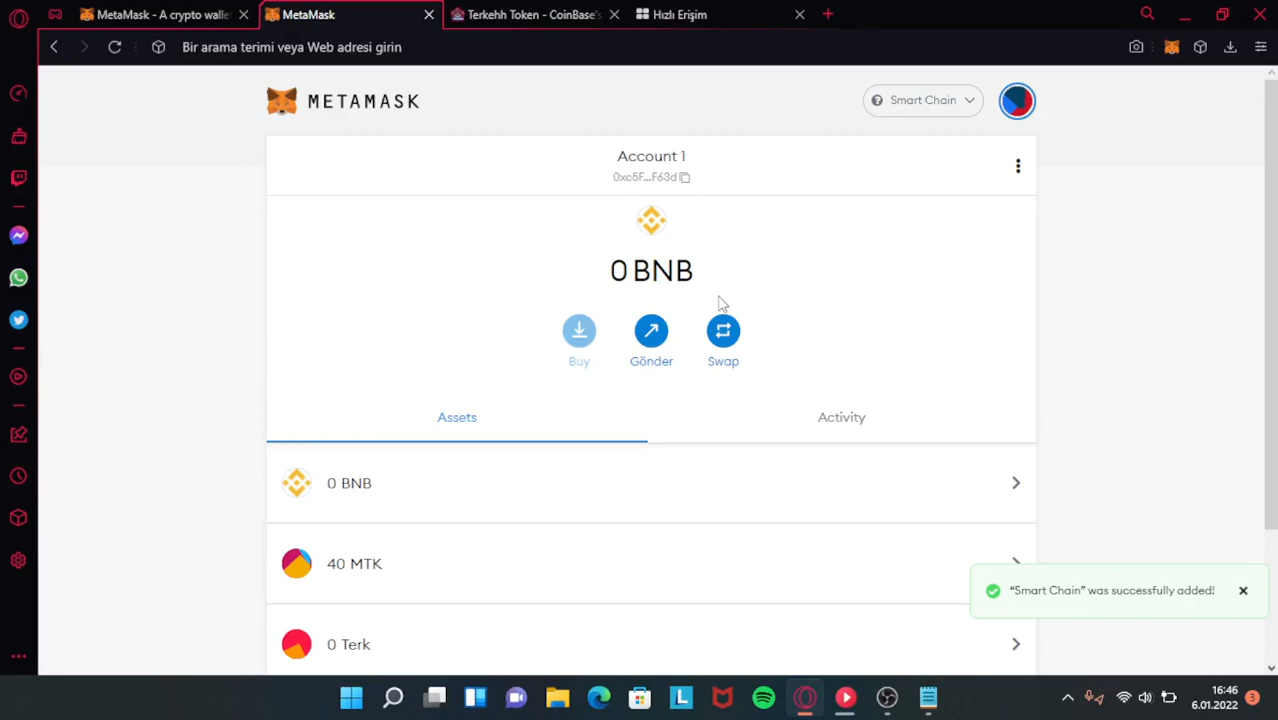 MetaMask - A crypto walle
MetaMask
Terkehh Token - CoinBase's
Hızlı Erişim
Bir arama terimi veya Web adresi girin
METAMASK
Smart Chain
Account 1
0xc5F...F63d
0 BNB
Buy
Gönder
Swap
Assets
Activity
0 BNB
40 MTK
“Smart Chain” was successfully added!
0 Terk
16:46
6.01.2022
3